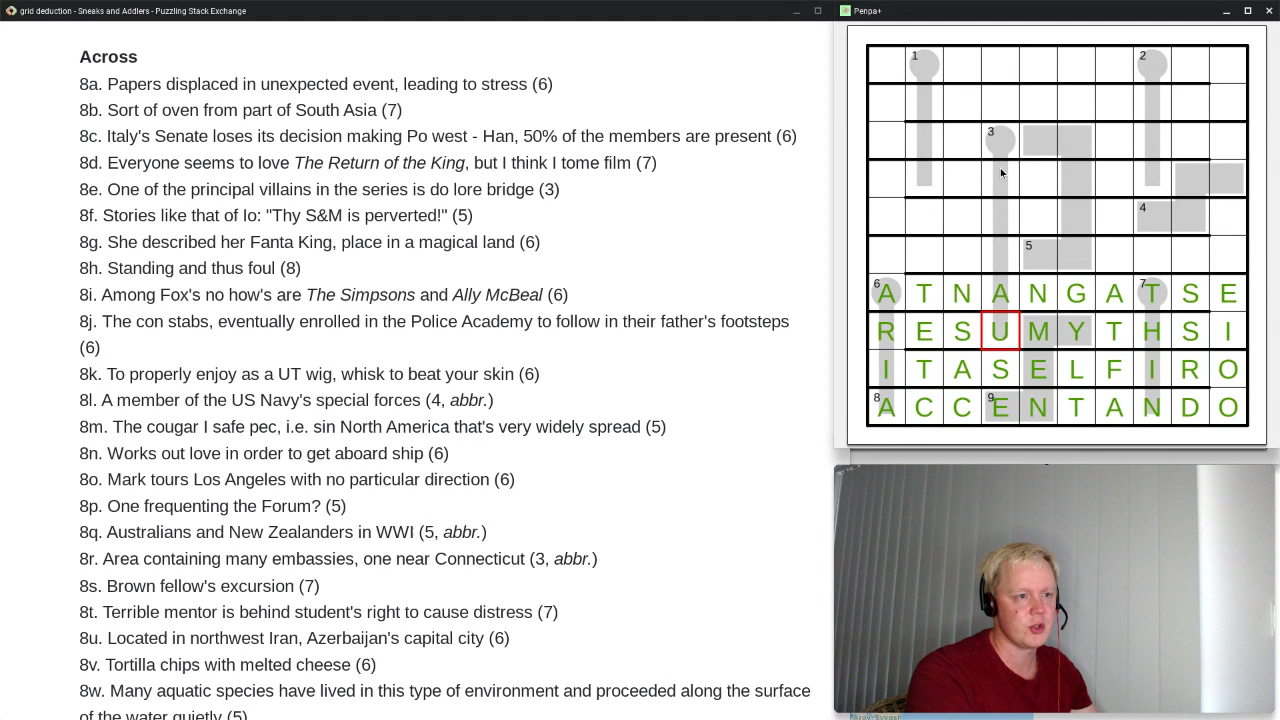 grid deduction - Sneaks and Addlers - Puzzling Stack Exchange
Penpa+
Across
8a. Papers displaced in unexpected event, leading to stress (6)
8b. Sort of oven from part of South Asia (7)
8c. Italy's Senate loses its decision making Po west - Han, 50% of the members are present (6)
8d. Everyone seems to love The Return of the King, but I think I tome film (7)
8e. One of the principal villains in the series is do lore bridge (3)
8f. Stories like that of Io: "Thy S&M is perverted!" (5)
8g. She described her Fanta King, place in a magical land (6)
8h. Standing and thus foul (8)
8i. Among Fox's no how's are The Simpsons and Ally McBeal (6)
8j. The con stabs, eventually enrolled in the Police Academy to follow in their father's footsteps
(6)
8k. To properly enjoy as a UT wig, whisk to beat your skin (6)
8l. A member of the US Navy's special forces (4, abbr.)
8m. The cougar I safe pec, i.e. sin North America that's very widely spread (5)
8n. Works out love in order to get aboard ship (6)
8o. Mark tours Los Angeles with no particular direction (6)
8p. One frequenting the Forum? (5)
8q. Australians and New Zealanders in WWI (5, abbr.)
8r. Area containing many embassies, one near Connecticut (3, abbr.)
8s. Brown fellow's excursion (7)
8t. Terrible mentor is behind student's right to cause distress (7)
8u. Located in northwest Iran, Azerbaijan's capital city (6)
8v. Tortilla chips with melted cheese (6)
8w. Many aquatic species have lived in this type of environment and proceeded along the surface
of the water quietly (5)
1 2
3
4
5
6 A T N A N G A 7 T S E
R E S U M Y T H S I
I T A S E L F I R O
8 A C C 9 E N T A N D O